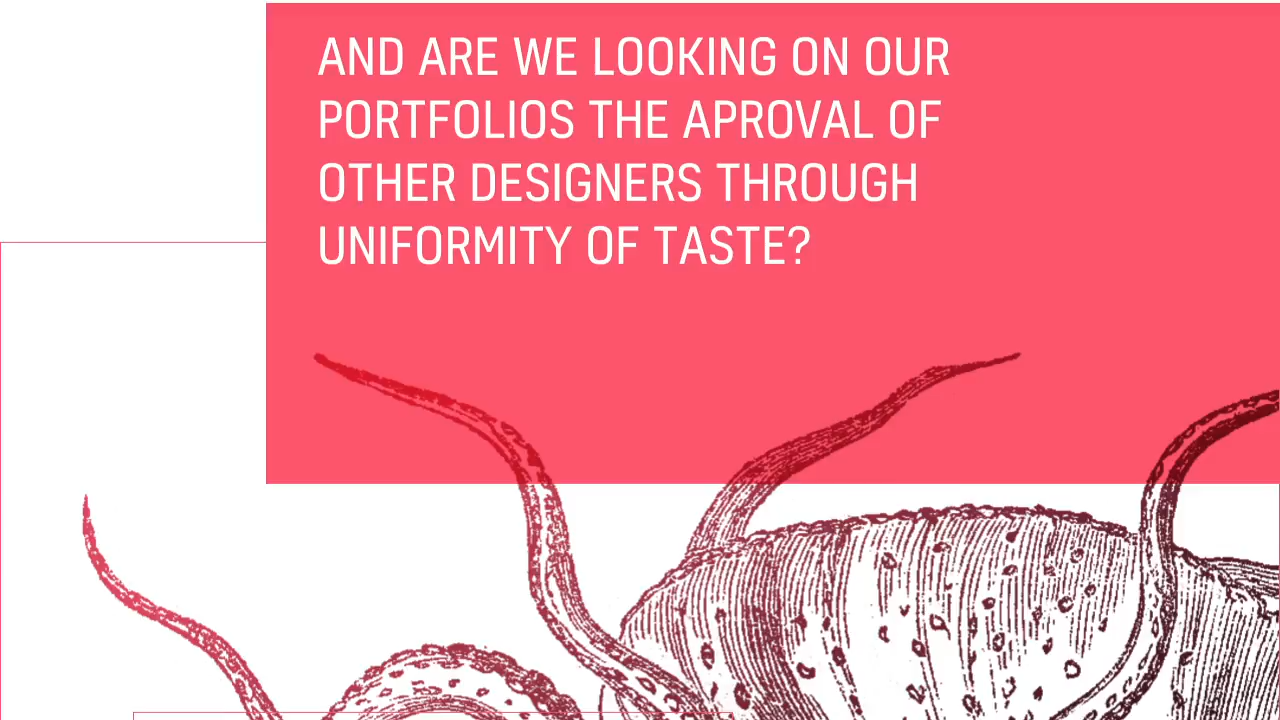 AND ARE WE LOOKING ON OUR
PORTFOLIOS THE APROVAL OF
OTHER DESIGNERS THROUGH
UNIFORMITY OF TASTE?